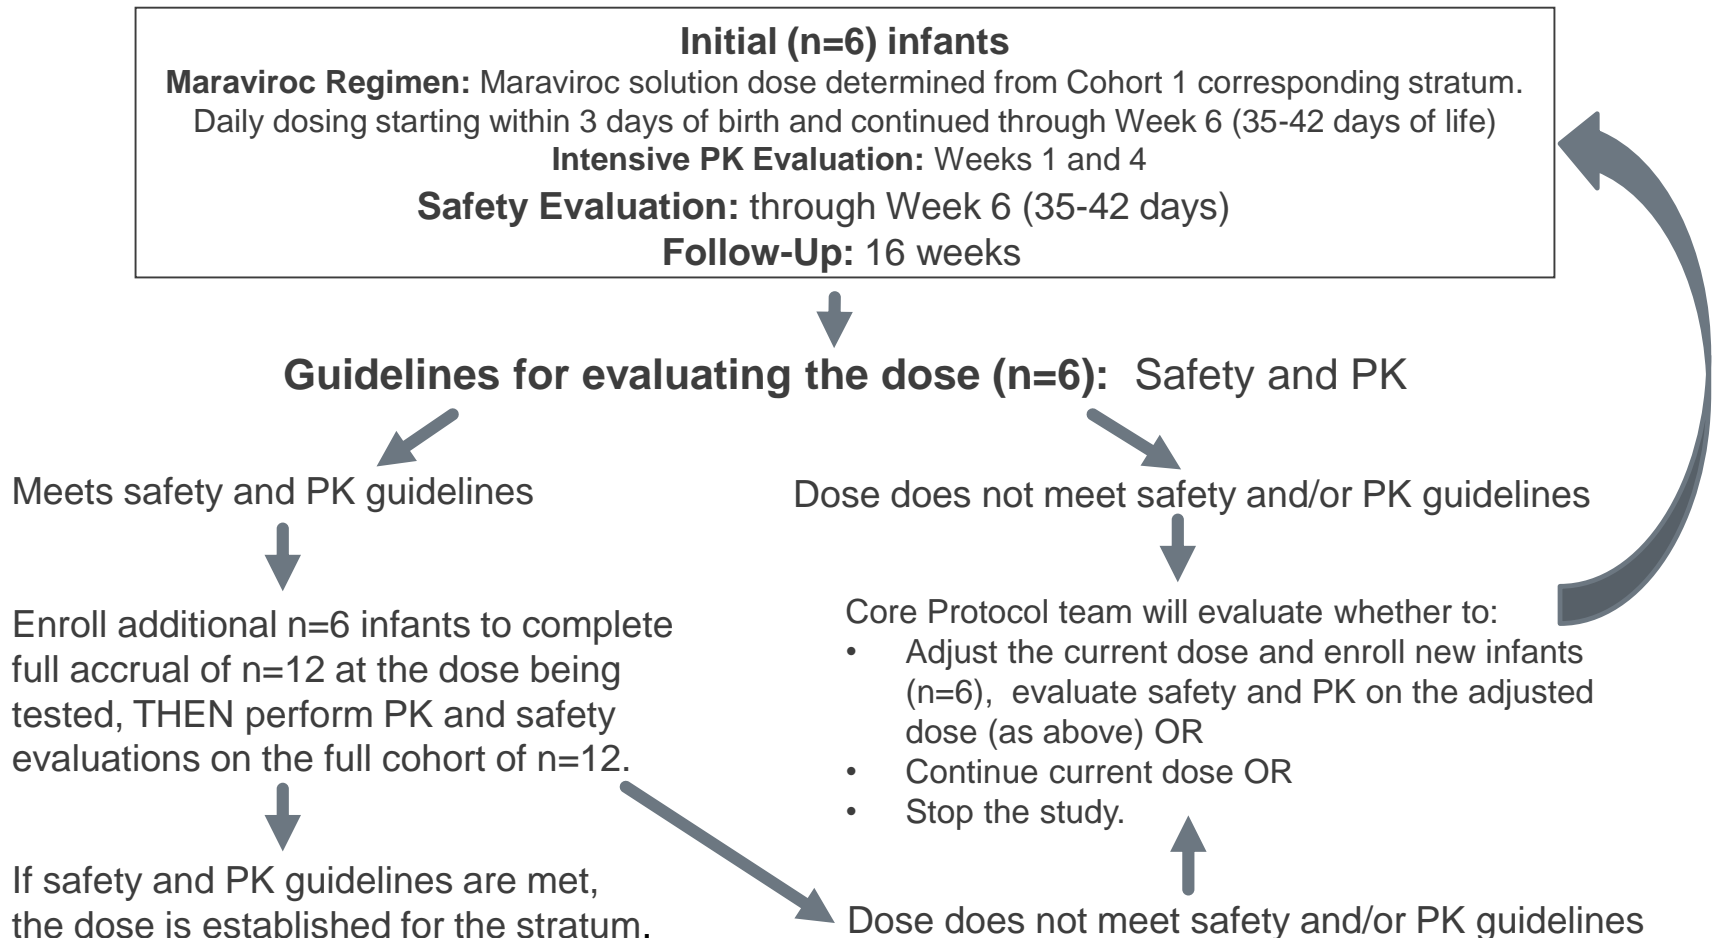 Initial (n=6) infants
Maraviroc Regimen: Maraviroc solution dose determined from Cohort 1 corresponding stratum.
Daily dosing starting within 3 days of birth and continued through Week 6 (35-42 days of life)
Intensive PK Evaluation: Weeks 1 and 4
Safety Evaluation: through Week 6 (35-42 days)
Follow-Up: 16 weeks
Guidelines for evaluating the dose (n=6): Safety and PK
Meets safety and PK guidelines
Enroll additional n=6 infants to complete
full accrual of n=12 at the dose being
tested, THEN perform PK and safety
evaluations on the full cohort of n=12.
If safety and PK guidelines are met,
the dose is established for the stratum.
Dose does not meet safety and/or PK guidelines
Core Protocol team will evaluate whether to:
• Adjust the current dose and enroll new infants
(n=6), evaluate safety and PK on the adjusted
dose (as above) OR
• Continue current dose OR
• Stop the study.
Dose does not meet safety and/or PK guidelines